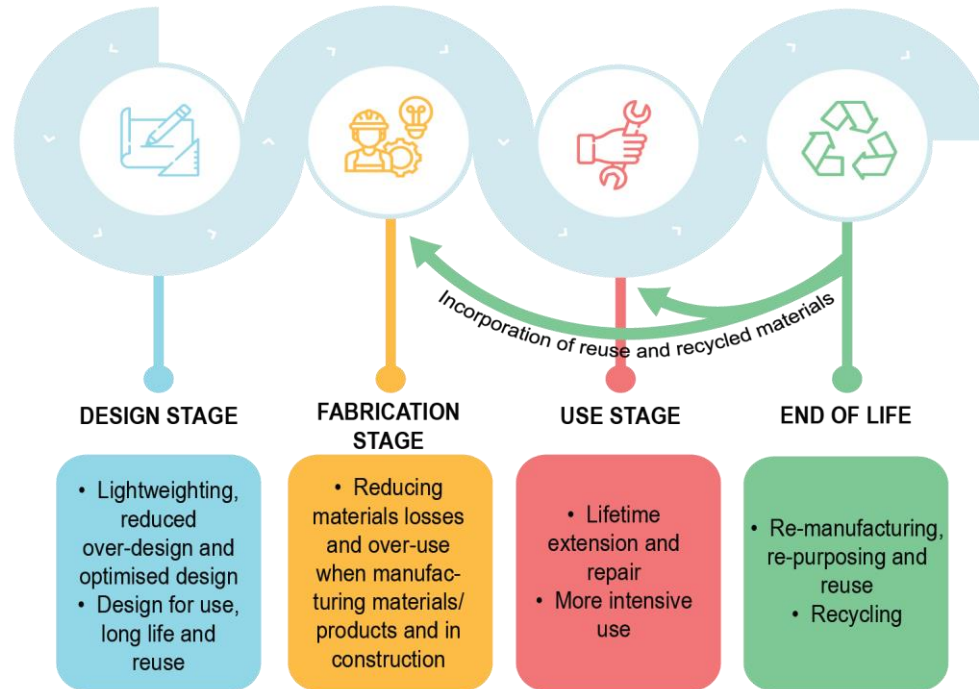 Incorporation of reuse and recycled materials
DESIGN STAGE
• Lightweighting,
reduced
over-design and
optimised design
• Design for use,
long life and
reuse
FABRICATION
STAGE
• Reducing
materials losses
and over-use
when manufac-
turing materials/
products and in
construction
USE STAGE
• Lifetime
extension and
repair
• More intensive
use
END OF LIFE
• Re-manufacturing,
re-purposing and
reuse
• Recycling